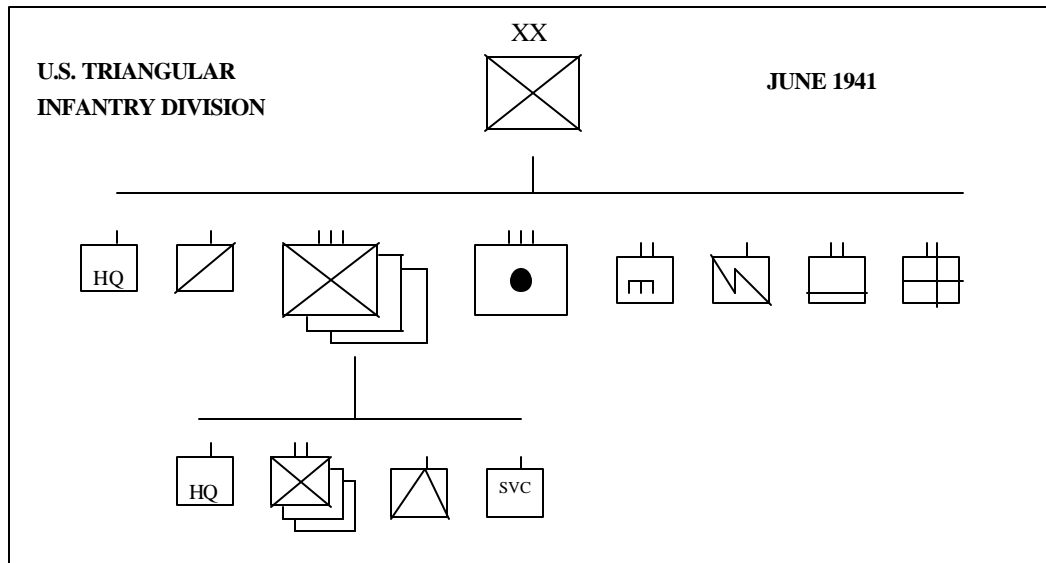 XX
U.S. TRIANGULAR
INFANTRY DIVISION
JUNE 1941
HQ
HQ
SVC